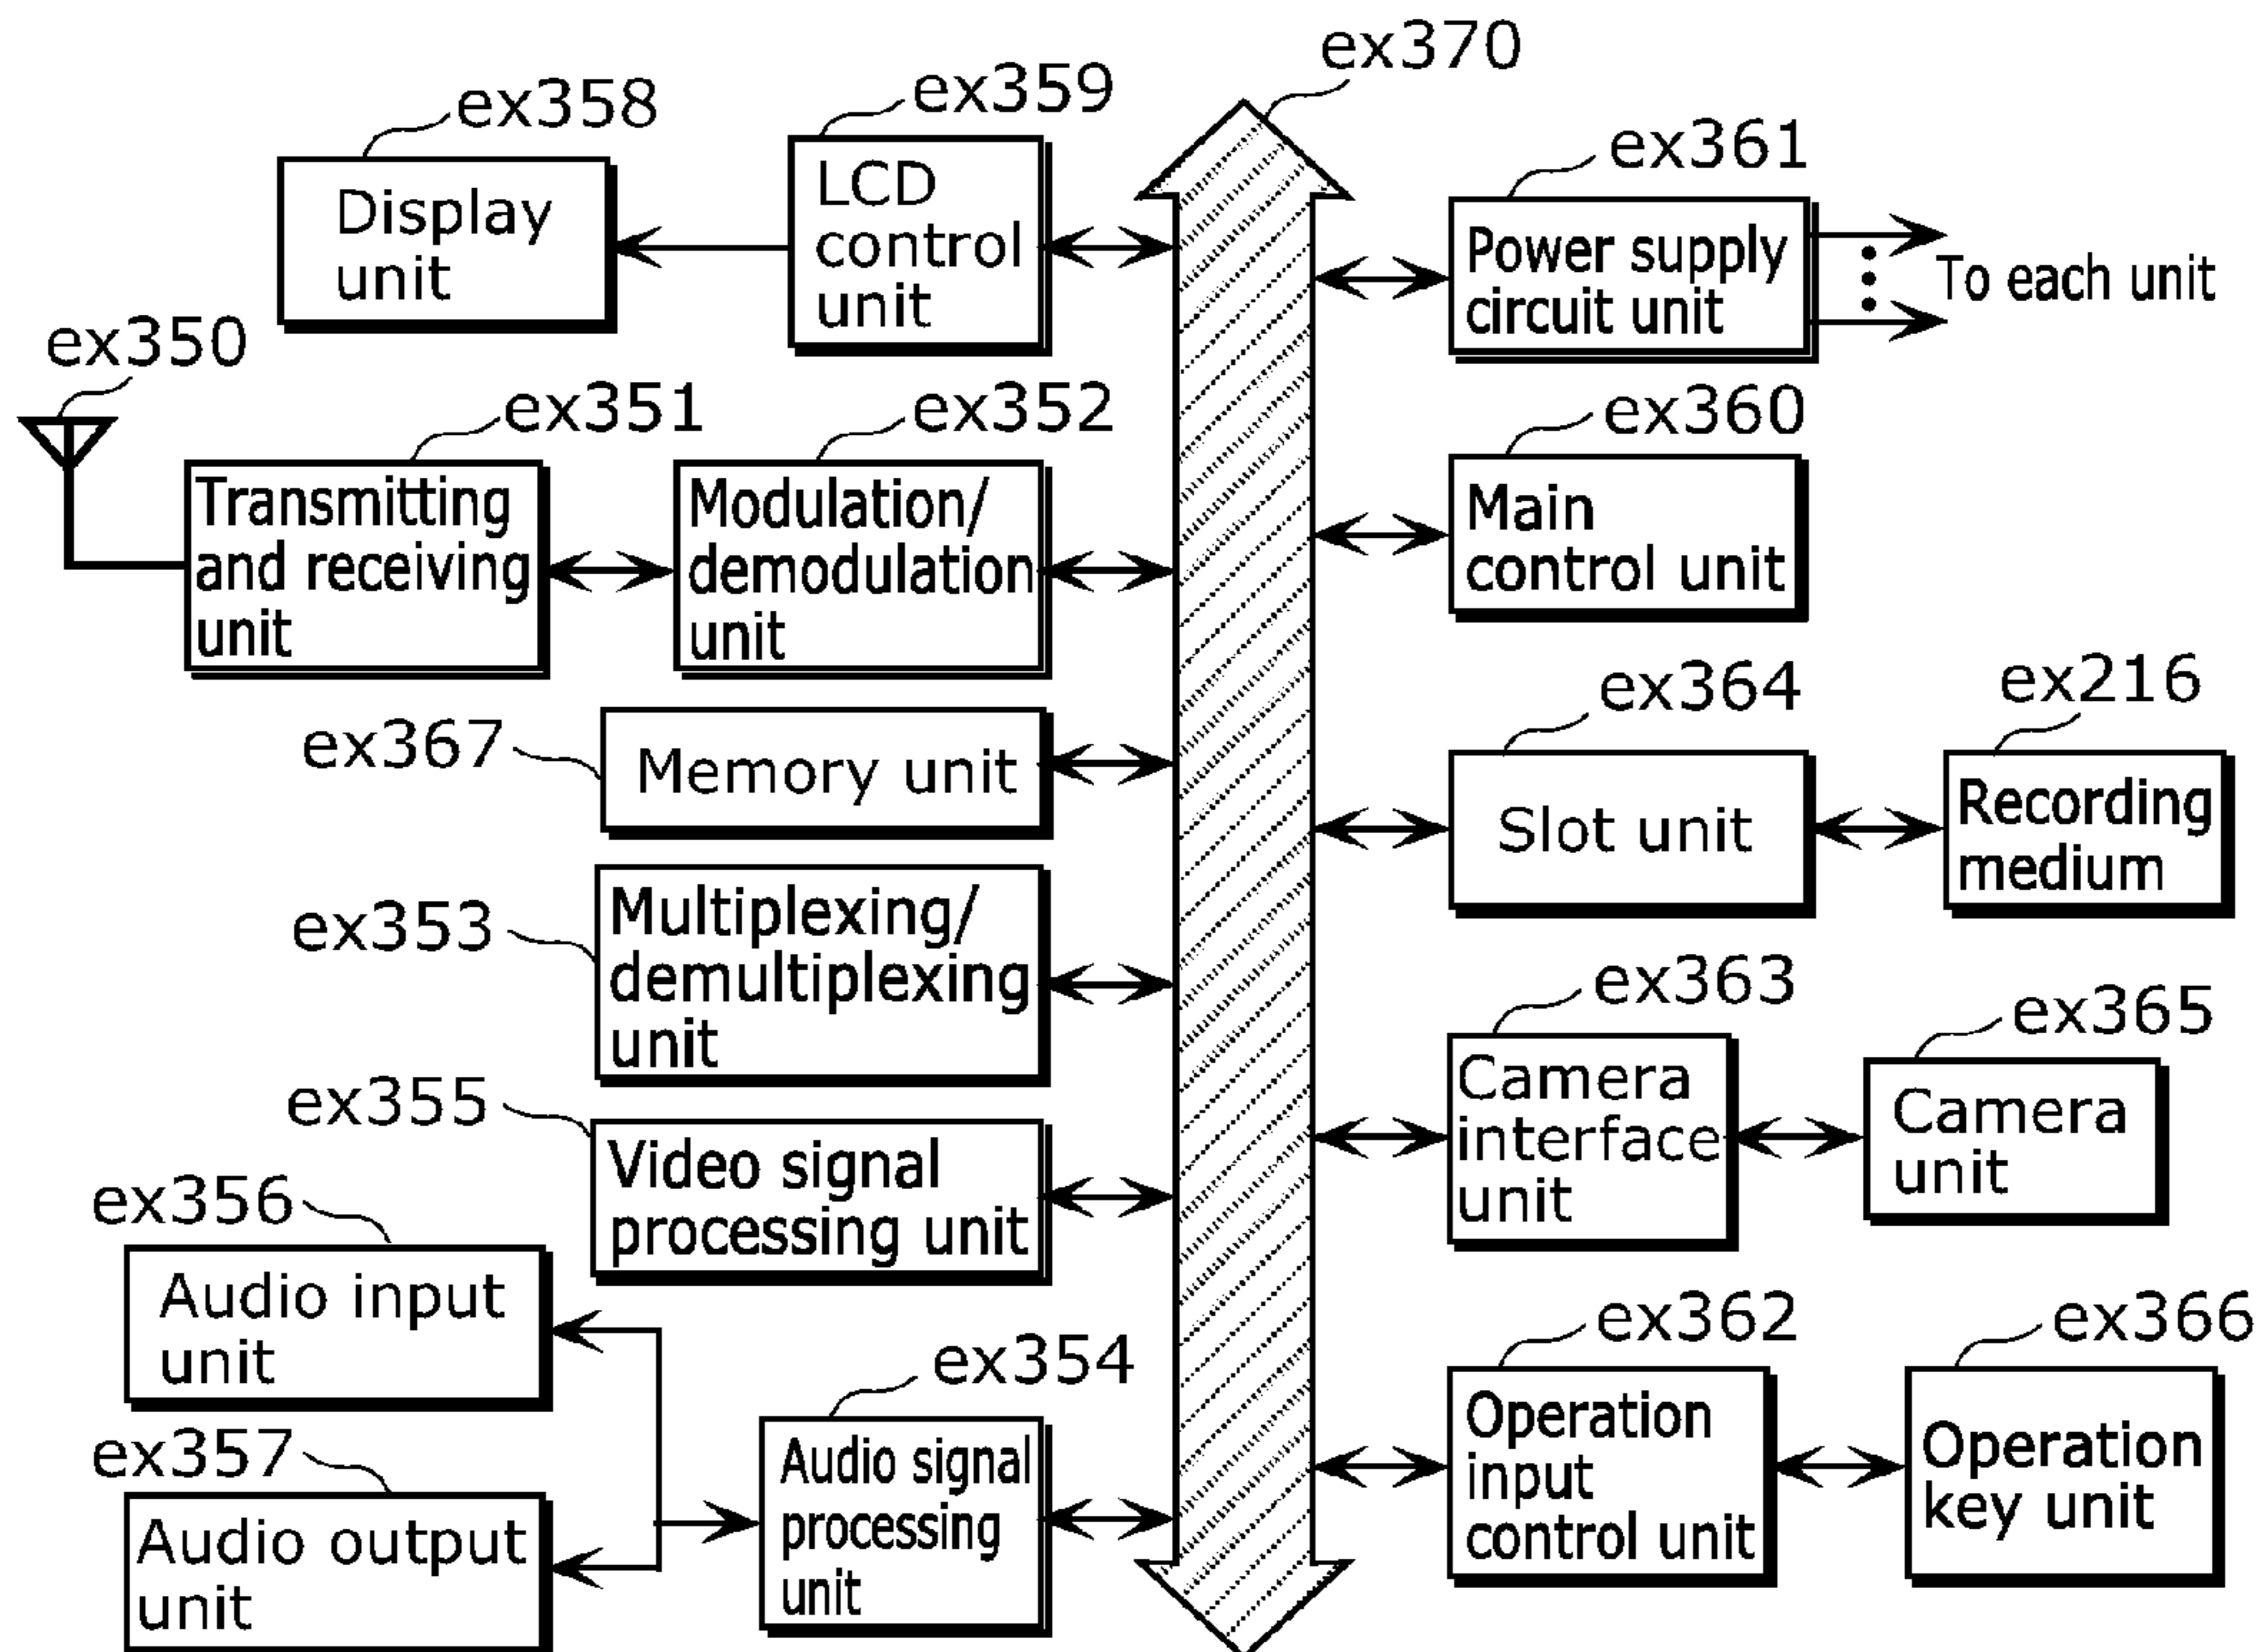 ex370
ex359
ex358
ex361
LCD
control
unit
Display
unit
Power supply
circuit unit
To each unit
ex350
ex351
ex352
ex360
Transmitting
and receiving
unit
Modulation/
demodulation
unit
Main
control unit
ex364
ex216
ex367
Memory unit
Slot unit
Recording
medium
ex353
Multiplexing/
demultiplexing
unit
ex363
ex365
Camera
interface
unit
Camera
unit
ex355
Video signal
processing unit
ex356
Audio input
unit
ex362
ex366
ex354
Operation
input
control unit
Operation
key unit
ex357
Audio output
unit
Audio signal
processing
unit